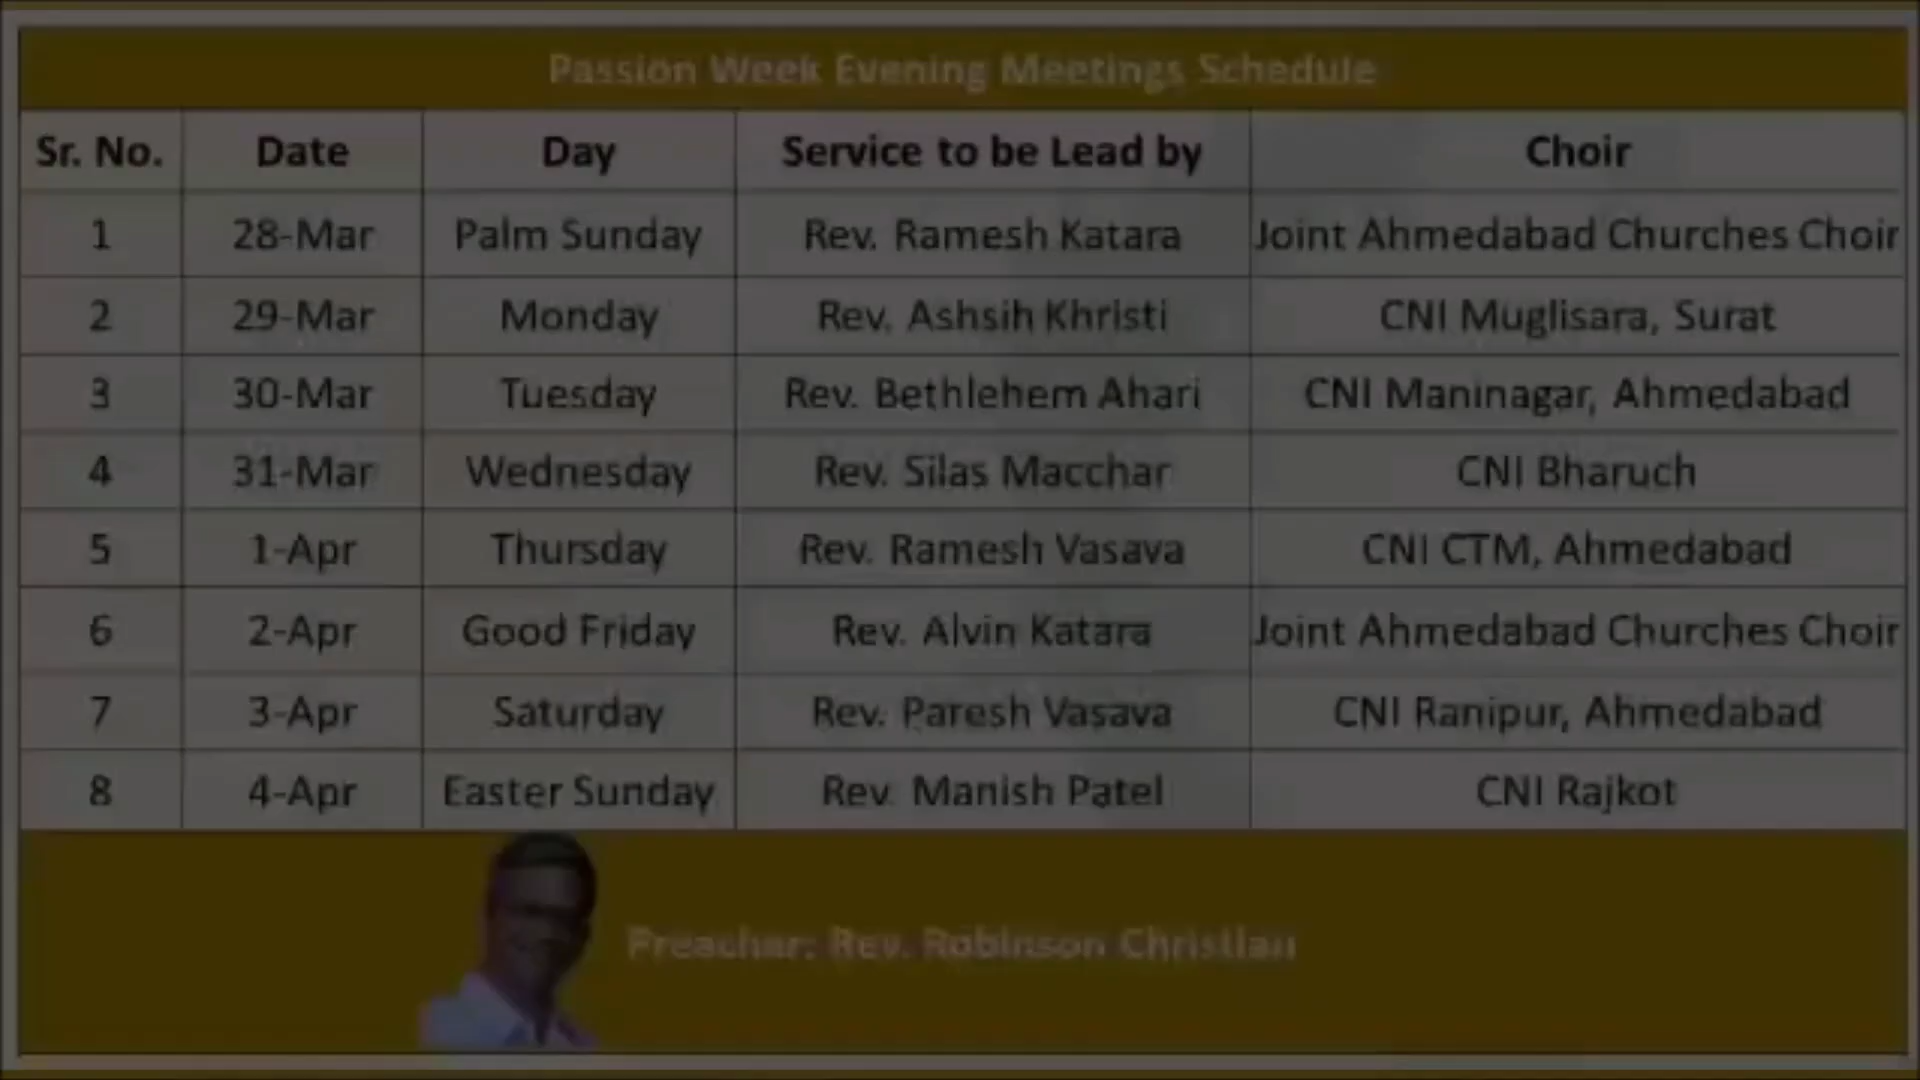 Passion Week Evening Meetings Schedule
Sr. No. Date Day Service to be Lead by Choir
1 28-Mar Palm Sunday Rev. Ramesh Katara Joint Ahmedabad Churches Choir
2 29-Mar Monday Rev. Ashsih Khristi CNI Muglisara, Surat
3 30-Mar Tuesday Rev. Bethlehem Ahari CNI Maninagar, Ahmedabad
4 31-Mar Wednesday Rev. Silas Macchar CNI Bharuch
5 1-Apr Thursday Rev. Ramesh Vasava CNI CTM, Ahmedabad
6 2-Apr Good Friday Rev. Alvin Katara Joint Ahmedabad Churches Choir
7 3-Apr Saturday Rev. Paresh Vasava CNI Ranipur, Ahmedabad
8 4-Apr Easter Sunday Rev. Manish Patel CNI Rajkot
Preacher: Rev. Robinson Christian